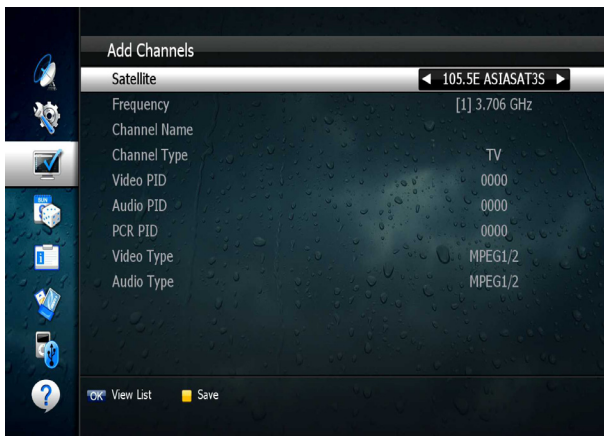 Add Channels
Satellite ◀ 105.5E ASIASAT3S ▶
Frequency [1] 3.706 GHz
Channel Name
Channel Type TV
Video PID 0000
Audio PID 0000
PCR PID 0000
Video Type MPEG1/2
Audio Type MPEG1/2
SUN
OK View List Save
?